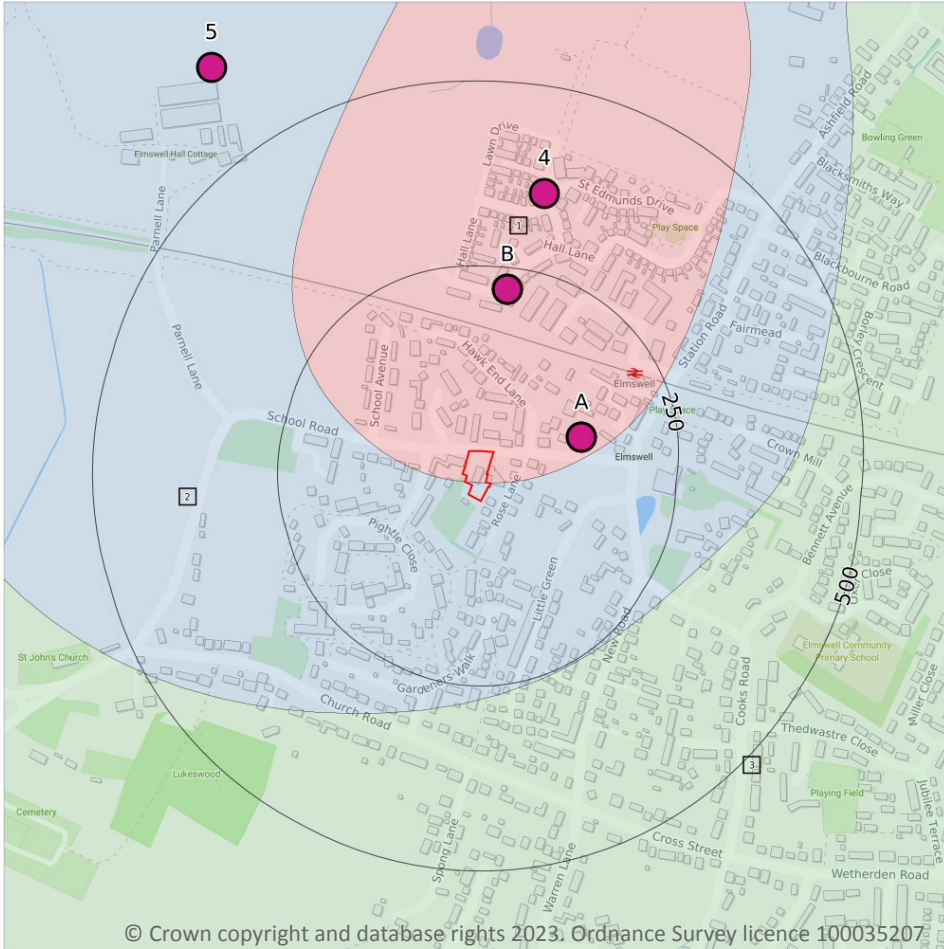 5
Ashfield Road
Bowling Green
Lawn Drive
Elmswell Hall Cottage
4
Blacksmiths Way
St Edmunds Drive
Parnell Lane
1
Play Space
Hall Lane
Hall Lane
B
Blackbourne Road
Station Road
Fairmead
Borley Crescent
Parnell Lane
School Avenue
Hawk End Lane
Elmswell
A
250
School Road
Elmswell
Crown Mill
2
Rose Lane
Bennett Avenue
Pightle Close
Little Green
500
Close
New Road
Elmswell Community
Primary School
St John's Church
Gardeners Walk
Cooks Road
Miller Close
Church Road
Thedwastre Close
3
Lukeswood
Playing Field
Jubilee Terrace
Cemetery
Cross Street
Spong Lane
Warren Lane
Wetherden Road
© Crown copyright and database rights 2023. Ordnance Survey licence 100035207.